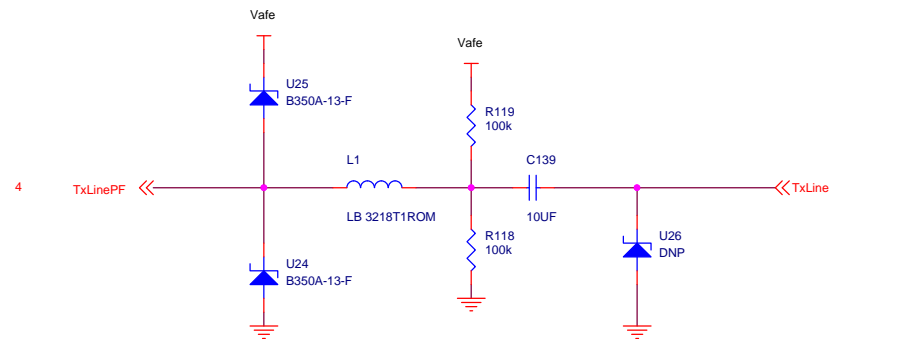 Vafe
Vafe
U25
B350A-13-F
R119
100k
L1
C139
4
TxLinePF
TxLine
LB 3218T1ROM
10UF
R118
100k
U26
DNP
U24
B350A-13-F